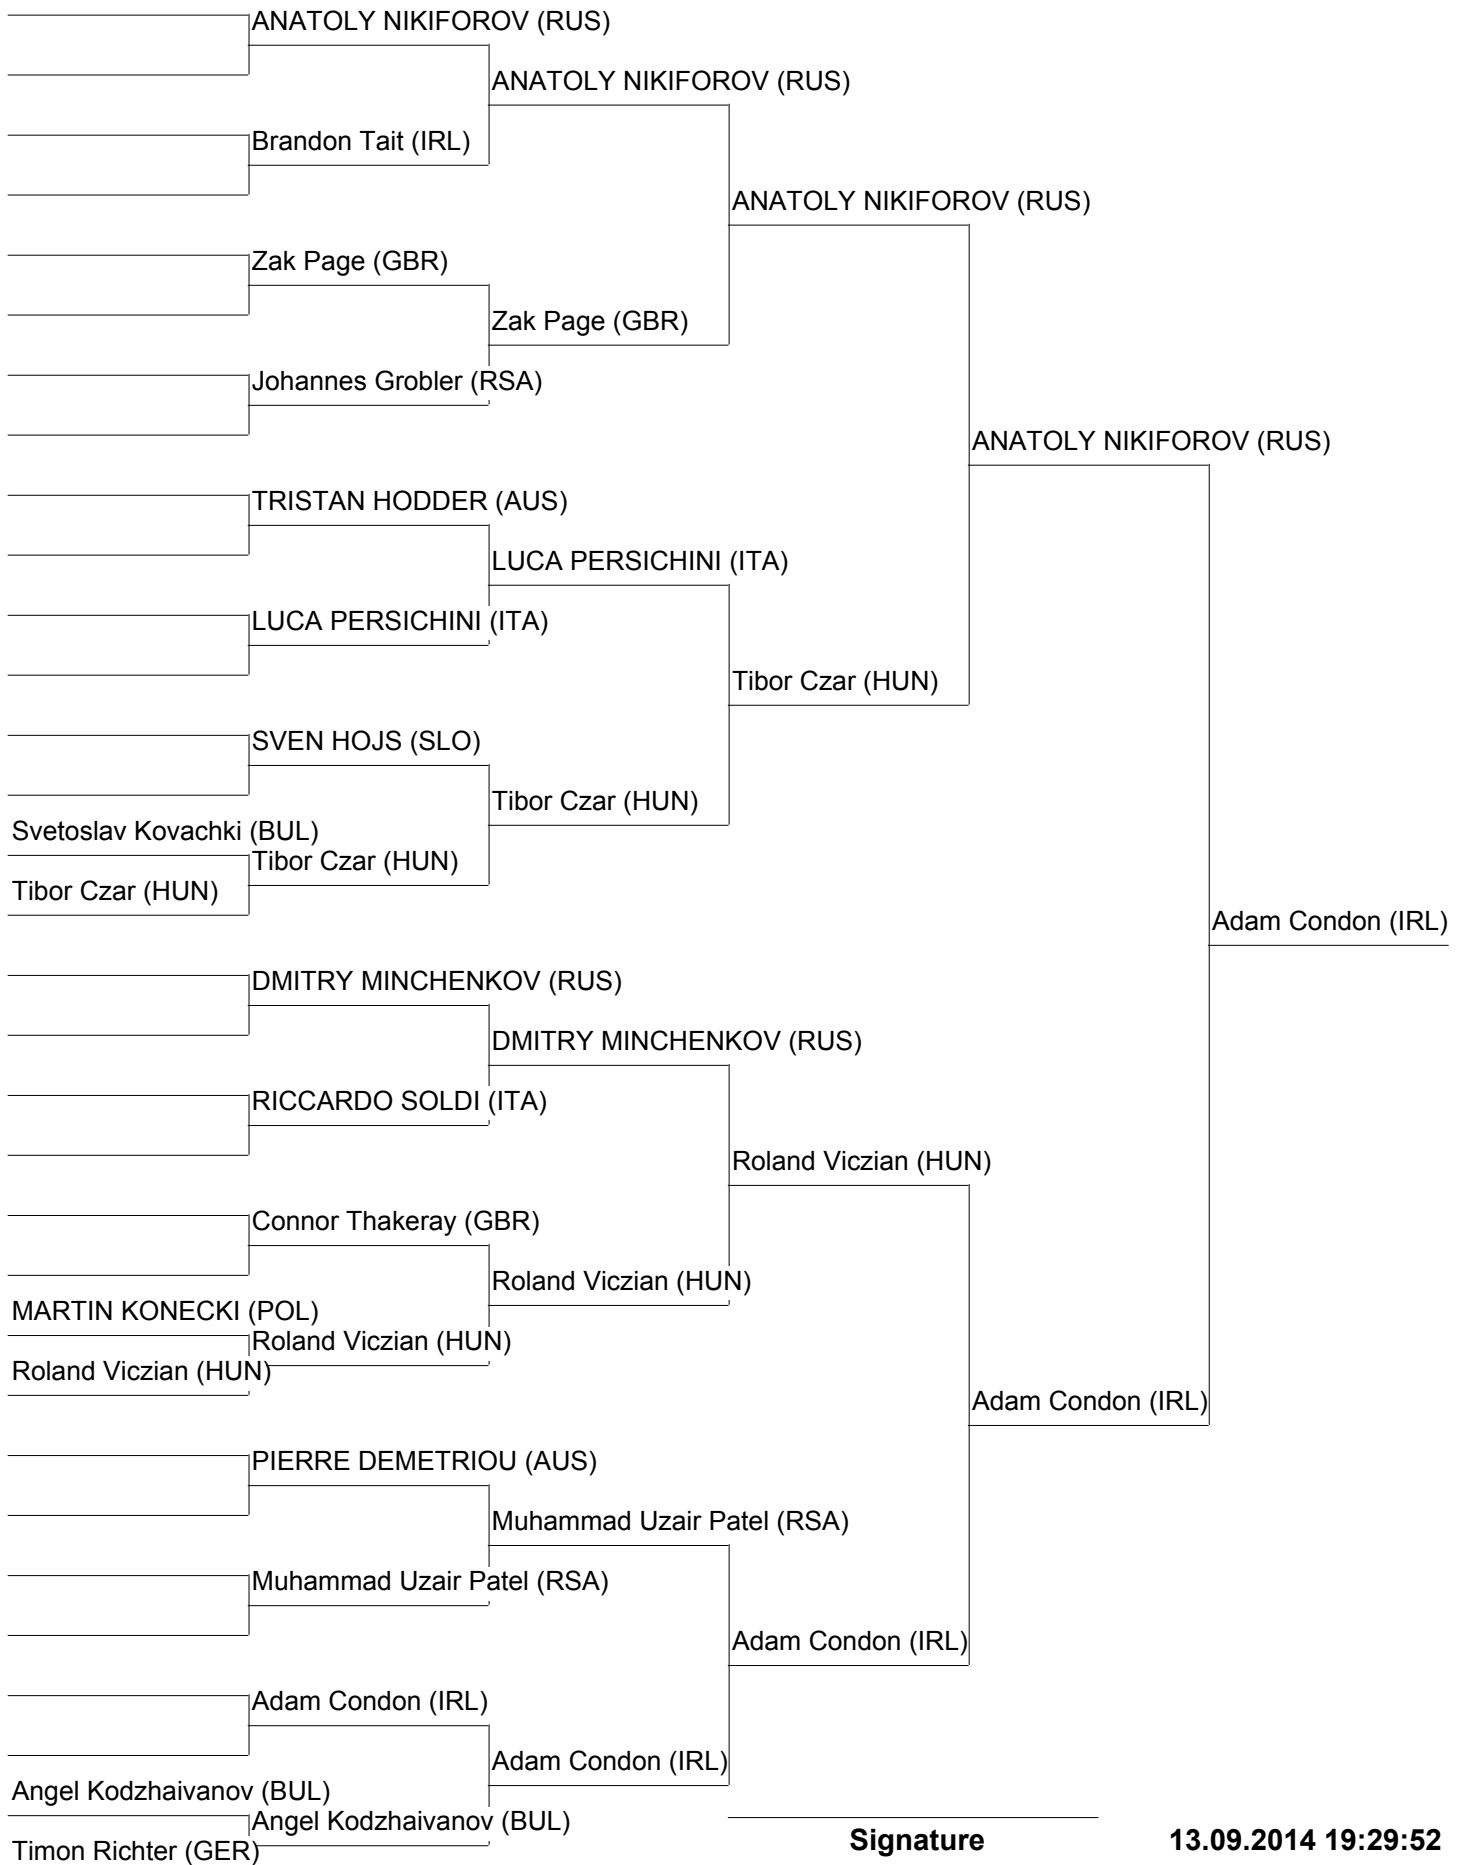 ANATOLY NIKIFOROV (RUS)
ANATOLY NIKIFOROV (RUS)
Brandon Tait (IRL)
ANATOLY NIKIFOROV (RUS)
Zak Page (GBR)
Zak Page (GBR)
Johannes Grobler (RSA)
ANATOLY NIKIFOROV (RUS)
TRISTAN HODDER (AUS)
LUCA PERSICHINI (ITA)
LUCA PERSICHINI (ITA)
Tibor Czar (HUN)
SVEN HOJS (SLO)
Tibor Czar (HUN)
Svetoslav Kovachki (BUL)
Tibor Czar (HUN)
Tibor Czar (HUN)
Adam Condon (IRL)
DMITRY MINCHENKOV (RUS)
DMITRY MINCHENKOV (RUS)
RICCARDO SOLDI (ITA)
Roland Viczian (HUN)
Connor Thakeray (GBR)
Roland Viczian (HUN)
MARTIN KONECKI (POL)
Roland Viczian (HUN)
Roland Viczian (HUN)
Adam Condon (IRL)
PIERRE DEMETRIOU (AUS)
Muhammad Uzair Patel (RSA)
Muhammad Uzair Patel (RSA)
Adam Condon (IRL)
Adam Condon (IRL)
Adam Condon (IRL)
Angel Kodzhaivanov (BUL)
Angel Kodzhaivanov (BUL)
Timon Richter (GER)
Signature 13.09.2014 19:29:52